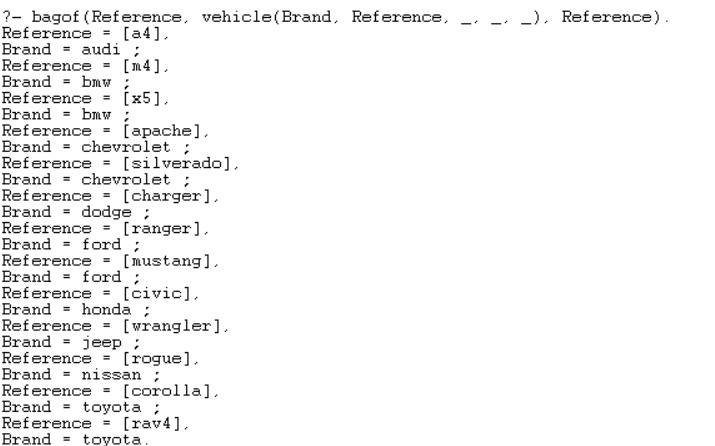 ?- bagof(Reference, vehicle(Brand, Reference, _, _, _), Reference).
Reference = [a4],
Brand = audi ;
Reference = [m4],
Brand = bmw ;
Reference = [x5],
Brand = bmw ;
Reference = [apache],
Brand = chevrolet ;
Reference = [silverado],
Brand = chevrolet ;
Reference = [charger],
Brand = dodge ;
Reference = [ranger],
Brand = ford ;
Reference = [mustang],
Brand = ford ;
Reference = [civic],
Brand = honda ;
Reference = [wrangler],
Brand = jeep ;
Reference = [rogue],
Brand = nissan ;
Reference = [corolla],
Brand = toyota ;
Reference = [rav4],
Brand = toyota.